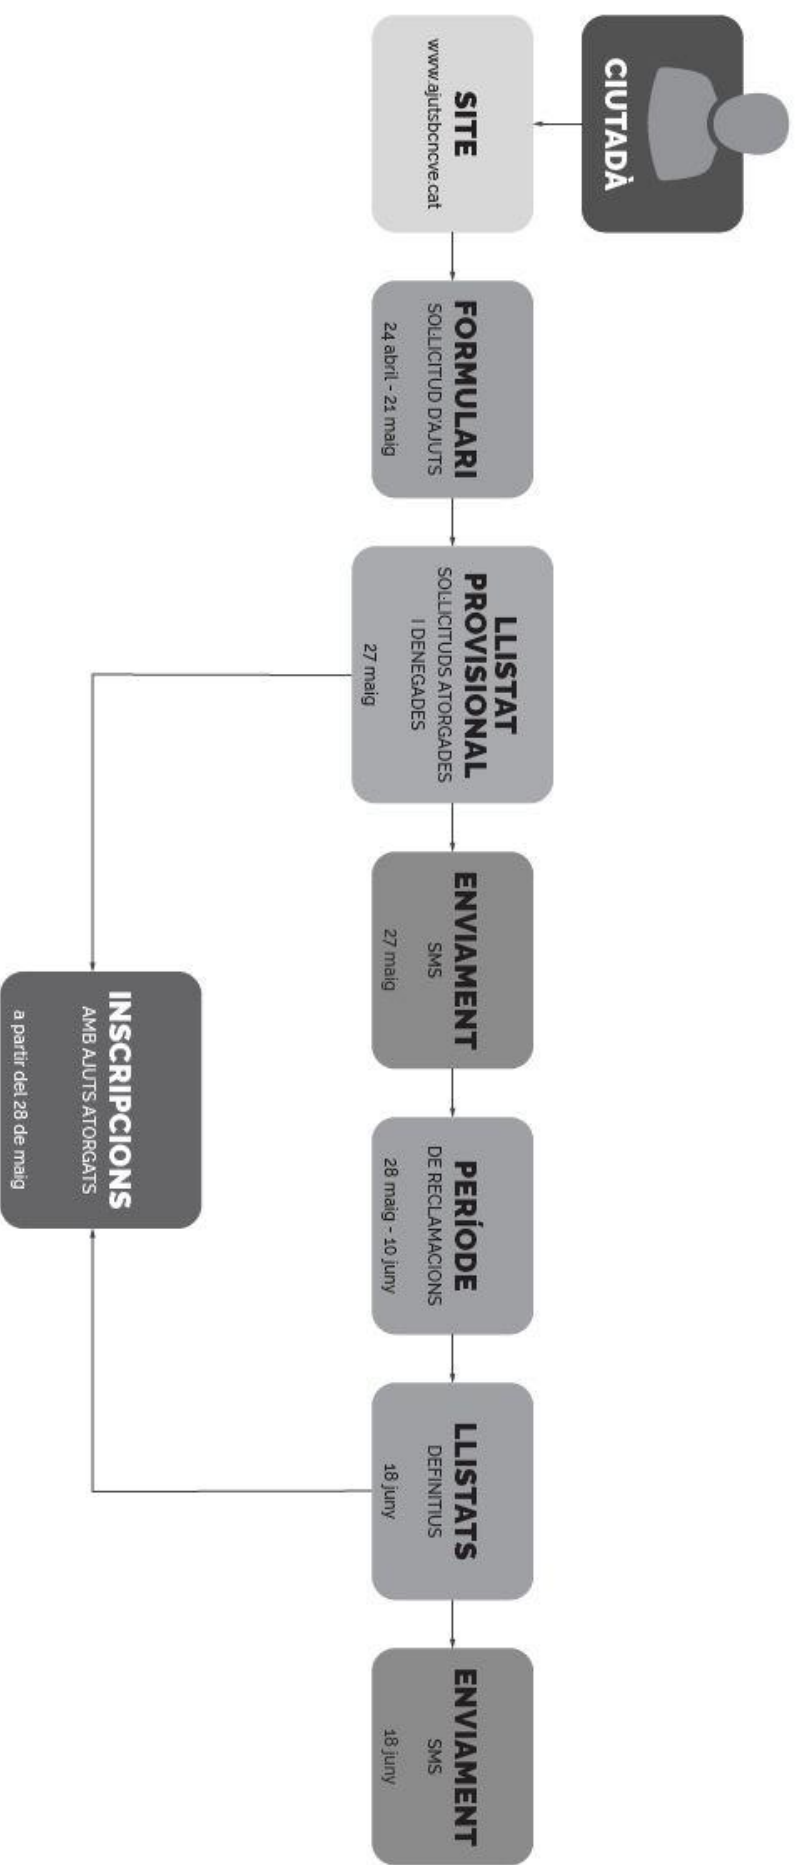 CIUTADÀ
SITE
www.ajutsbcncve.cat
FORMULARI
SOL·LICITUD D'AJUTS
24 abril - 21 maig
LLISTAT
PROVISIONAL
SOL·LICITUDS ATORGADES
I DENEGADES
27 maig
ENVIAMENT
SMS
27 maig
PERÍODE
DE RECLAMACIONS
28 maig - 10 juny
LLISTATS
DEFINITIUS
18 juny
ENVIAMENT
SMS
18 juny
INSCRIPCIONS
AMB AJUTS ATORGATS
a partir del 28 de maig